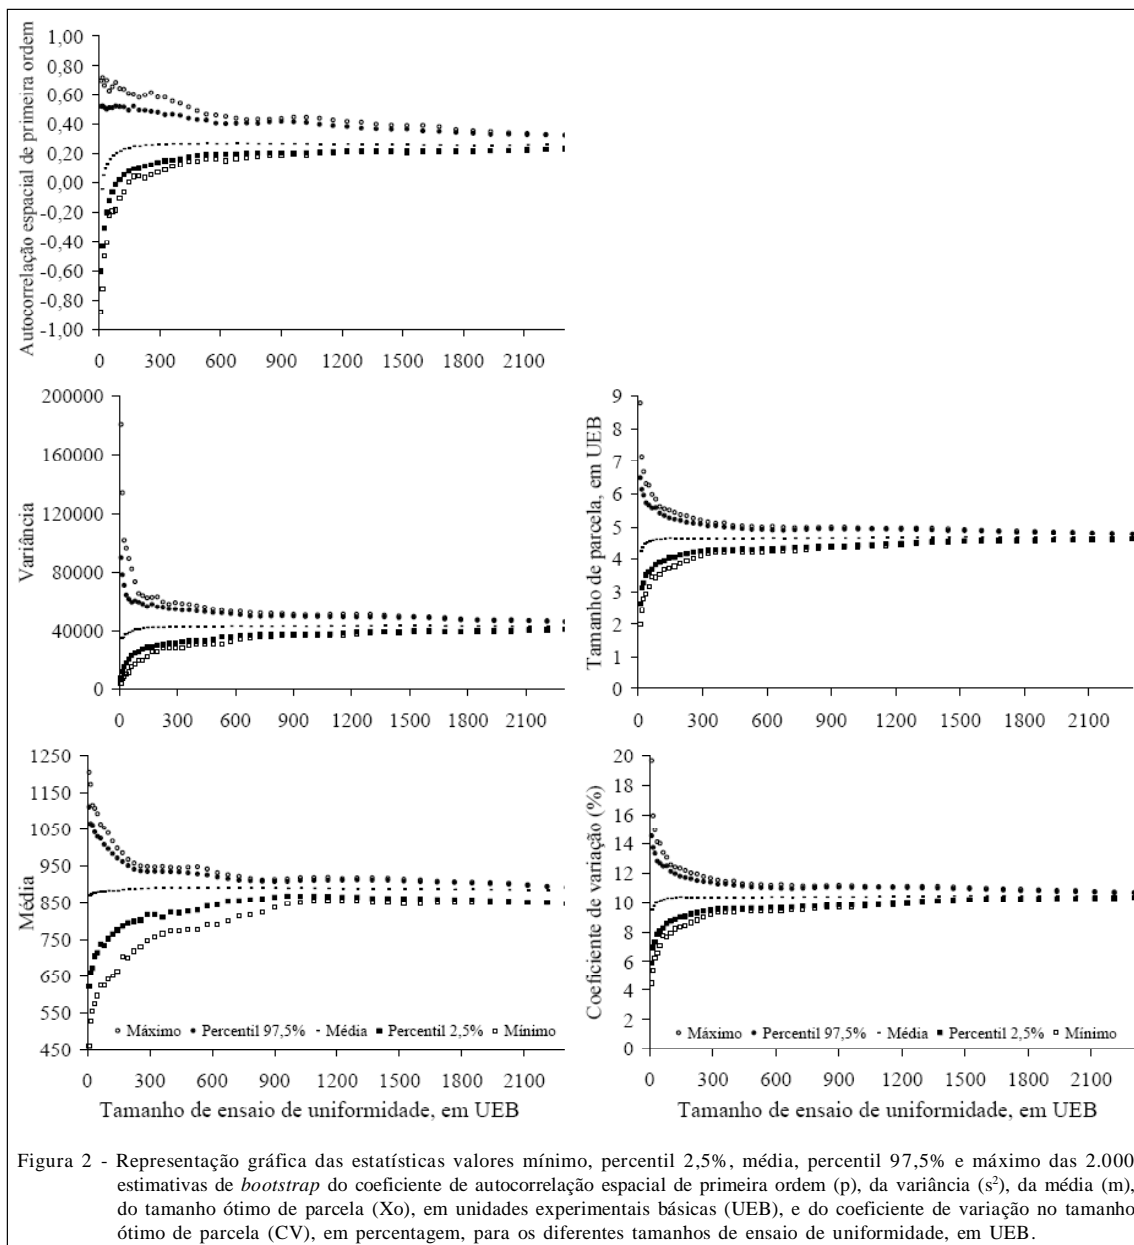 Autocorrelação espacial de primeira ordem
1,00
0,80
0,60
0,40
0,20
0,00
-0,20
-0,40
-0,60
-0,80
-1,00
0 300 600 900 1200 1500 1800 2100
Variância
200000
160000
120000
80000
40000
0
0 300 600 900 1200 1500 1800 2100
Tamanho de parcela, em UEB
9
8
7
6
5
4
3
2
1
0
0 300 600 900 1200 1500 1800 2100
Média
1250
1150
1050
950
850
750
650
550
450
Máximo Percentil 97,5% Média Percentil 2,5% Mínimo
0 300 600 900 1200 1500 1800 2100
Tamanho de ensaio de uniformidade, em UEB
Coeficiente de variação (%)
20
18
16
14
12
10
8
6
4
2
0
Máximo Percentil 97,5% Média Percentil 2,5% Mínimo
0 300 600 900 1200 1500 1800 2100
Tamanho de ensaio de uniformidade, em UEB
Figura 2 - Representação gráfica das estatísticas valores mínimo, percentil 2,5%, média, percentil 97,5% e máximo das 2.000
estimativas de bootstrap do coeficiente de autocorrelação espacial de primeira ordem (p), da variância (s²), da média (m),
do tamanho ótimo de parcela (Xo), em unidades experimentais básicas (UEB), e do coeficiente de variação no tamanho
ótimo de parcela (CV), em percentagem, para os diferentes tamanhos de ensaio de uniformidade, em UEB.